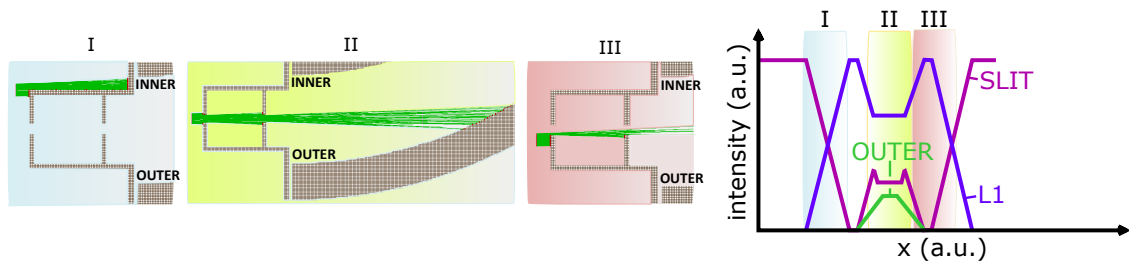 I
INNER
OUTER
II
INNER
OUTER
III
INNER
OUTER
I II III
intensity (a.u.)
SLIT
OUTER
L1
x (a.u.)